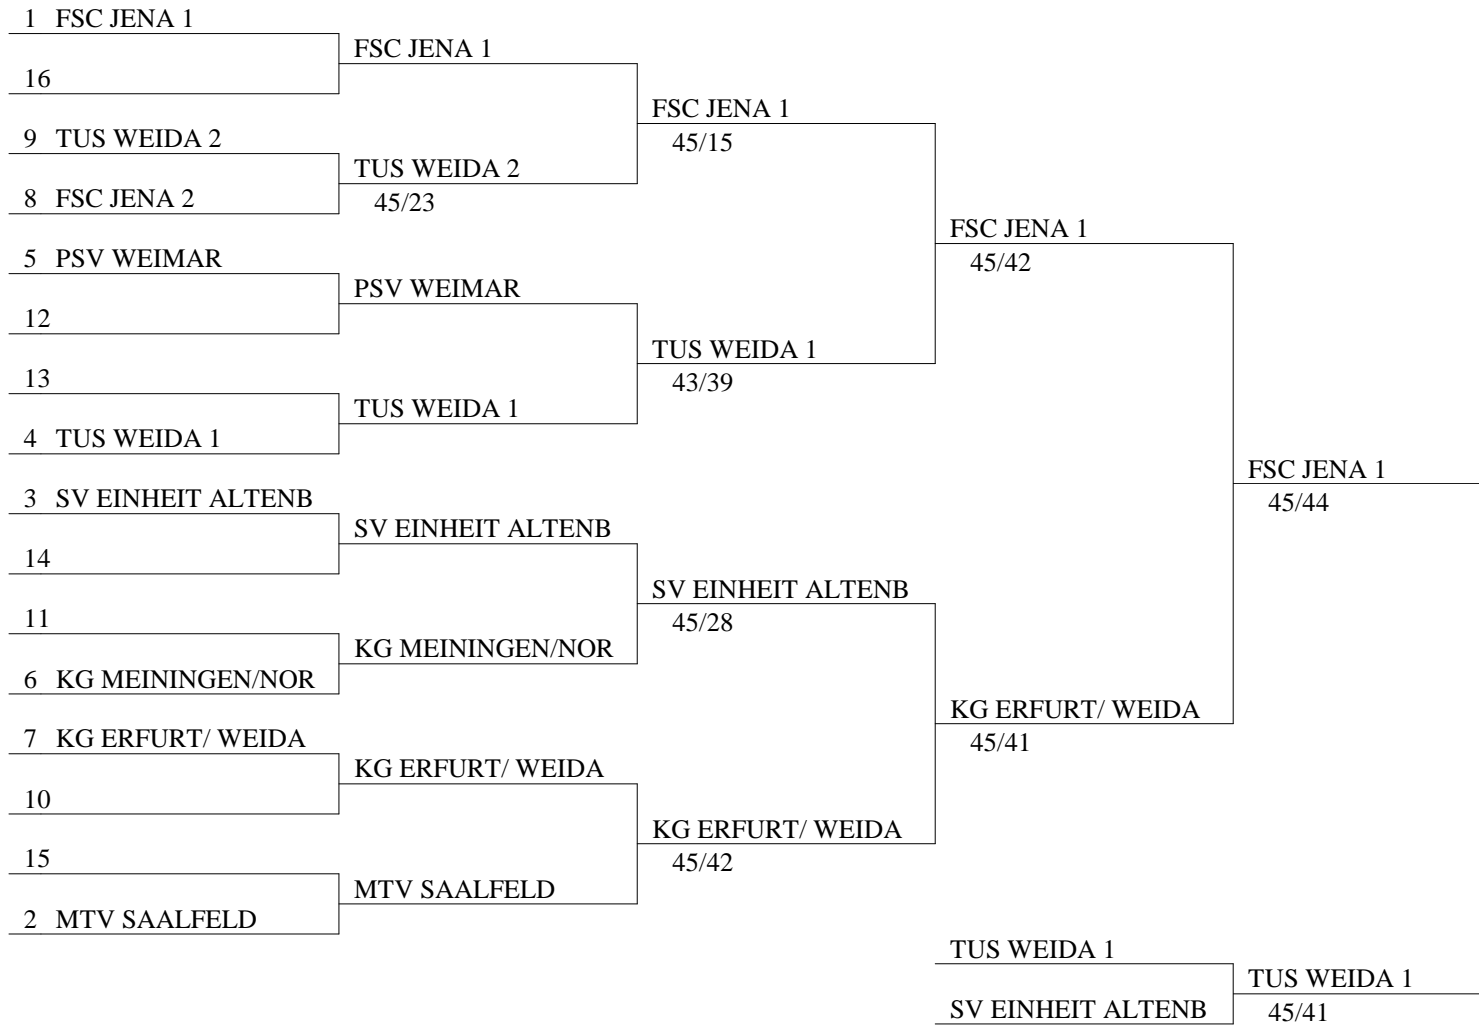 1 FSC JENA 1
16
9 TUS WEIDA 2
8 FSC JENA 2
5 PSV WEIMAR
12
13
4 TUS WEIDA 1
3 SV EINHEIT ALTENB
14
11
6 KG MEININGEN/NOR
7 KG ERFURT/ WEIDA
10
15
2 MTV SAALFELD
FSC JENA 1
TUS WEIDA 2
45/23
PSV WEIMAR
TUS WEIDA 1
SV EINHEIT ALTENB
KG MEININGEN/NOR
KG ERFURT/ WEIDA
MTV SAALFELD
FSC JENA 1
45/15
TUS WEIDA 1
43/39
SV EINHEIT ALTENB
45/28
KG ERFURT/ WEIDA
45/42
FSC JENA 1
45/42
KG ERFURT/ WEIDA
45/41
FSC JENA 1
45/44
TUS WEIDA 1
SV EINHEIT ALTENB
TUS WEIDA 1
45/41